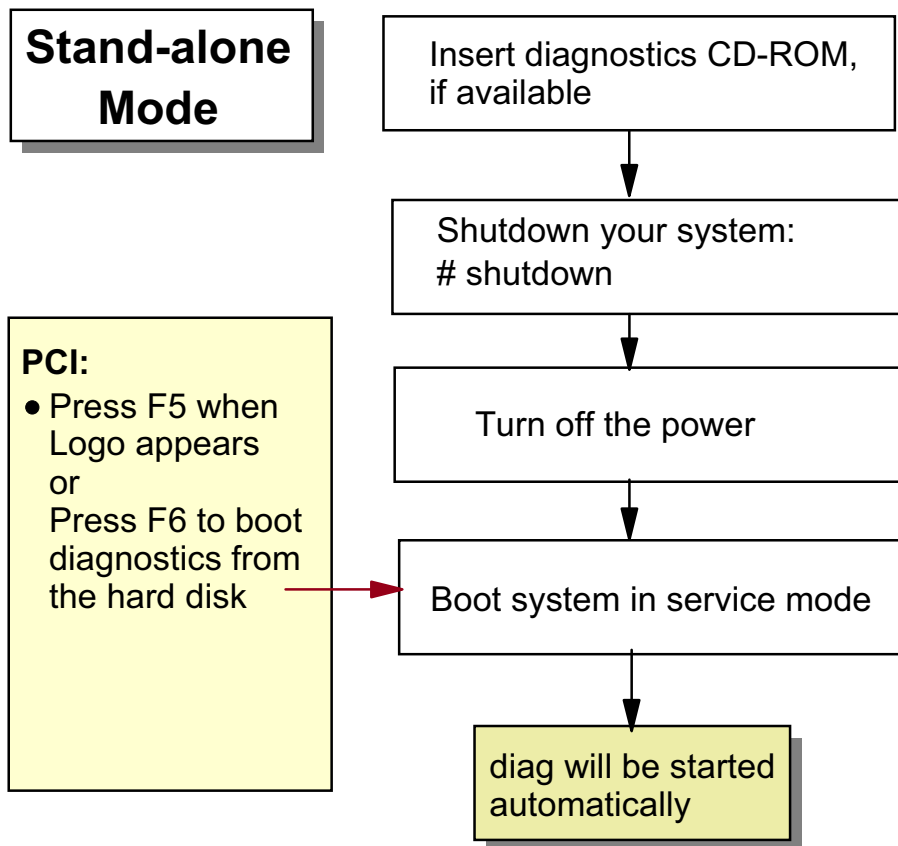 Stand-alone
Mode
Insert diagnostics CD-ROM,
if available
Shutdown your system:
# shutdown
Turn off the power
PCI:
● Press F5 when
Logo appears
or
Press F6 to boot
diagnostics from
the hard disk
Boot system in service mode
diag will be started
automatically